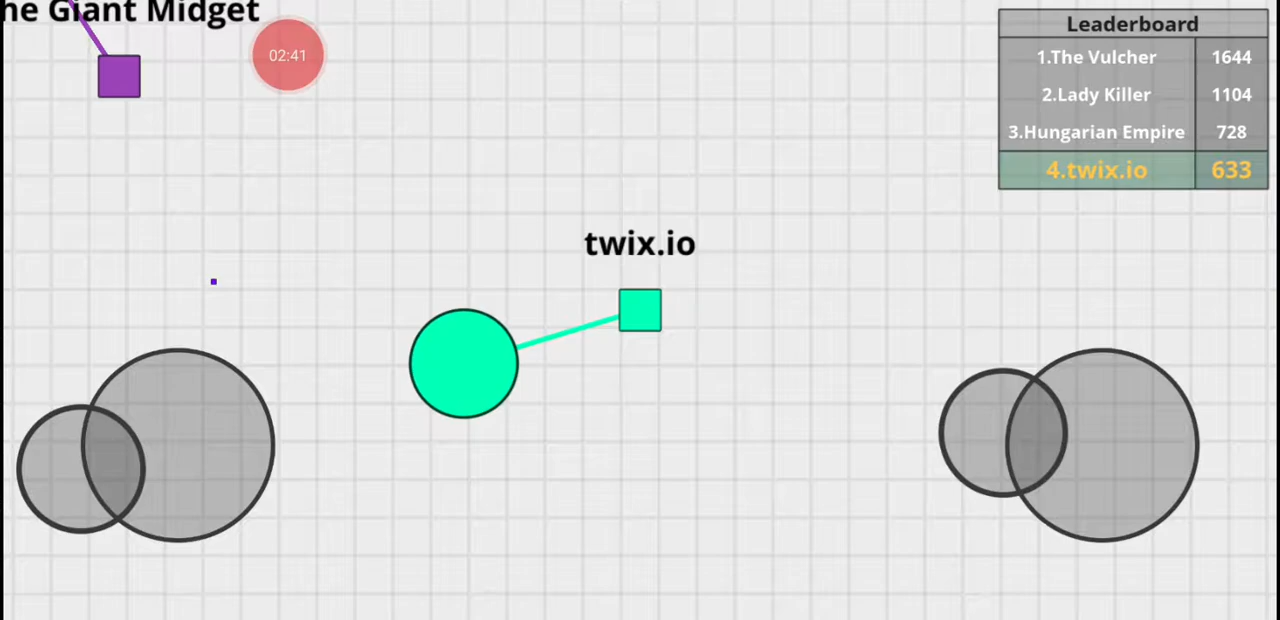 he Giant Midget
02:41
Leaderboard
1.The Vulcher 1644
2.Lady Killer 1104
3.Hungarian Empire 728
4.twix.io 633
twix.io